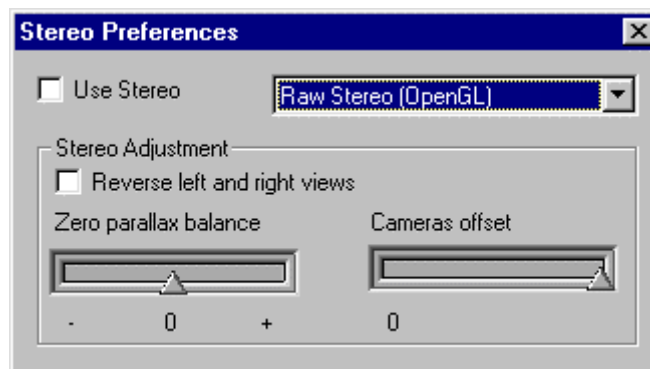 Stereo Preferences
Use Stereo
Raw Stereo (OpenGL)
Stereo Adjustment
Reverse left and right views
Zero parallax balance Cameras offset
- 0 + 0